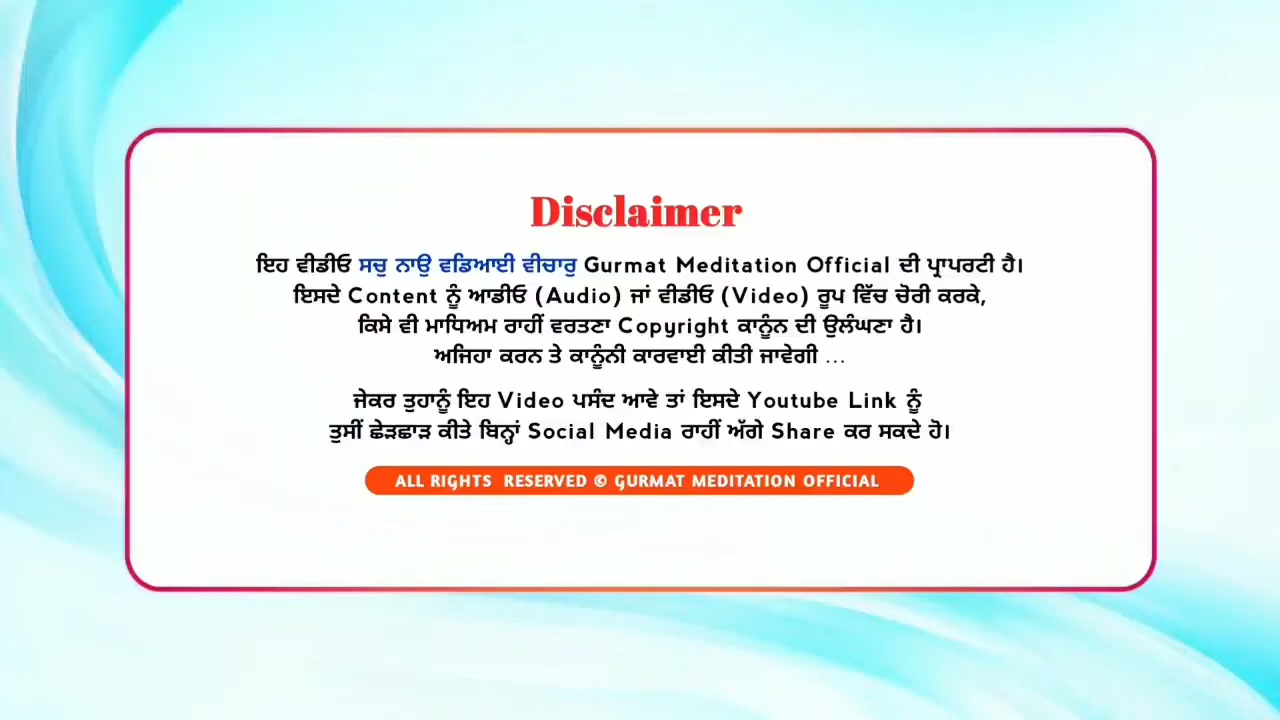 Disclaimer
ਇਹ ਵੀਡੀਓ ਸਚੁ ਨਾਉ ਵਡਿਆਈ ਵੀਚਾਰੁ Gurmat Meditation Official ਦੀ ਪ੍ਰਾਪਰਟੀ ਹੈ।
ਇਸਦੇ Content ਨੂੰ ਆਡੀਓ (Audio) ਜਾਂ ਵੀਡੀਓ (Video) ਰੂਪ ਵਿੱਚ ਚੋਰੀ ਕਰਕੇ,
ਕਿਸੇ ਵੀ ਮਾਧਿਅਮ ਰਾਹੀਂ ਵਰਤਣਾ Copyright ਕਾਨੂੰਨ ਦੀ ਉਲੰਘਣਾ ਹੈ।
ਅਜਿਹਾ ਕਰਨ ਤੇ ਕਾਨੂੰਨੀ ਕਾਰਵਾਈ ਕੀਤੀ ਜਾਵੇਗੀ ...
ਜੇਕਰ ਤੁਹਾਨੂੰ ਇਹ Video ਪਸੰਦ ਆਵੇ ਤਾਂ ਇਸਦੇ Youtube Link ਨੂੰ
ਤੁਸੀਂ ਛੇੜਛਾੜ ਕੀਤੇ ਬਿਨ੍ਹਾਂ Social Media ਰਾਹੀਂ ਅੱਗੇ Share ਕਰ ਸਕਦੇ ਹੋ।
ALL RIGHTS RESERVED © GURMAT MEDITATION OFFICIAL